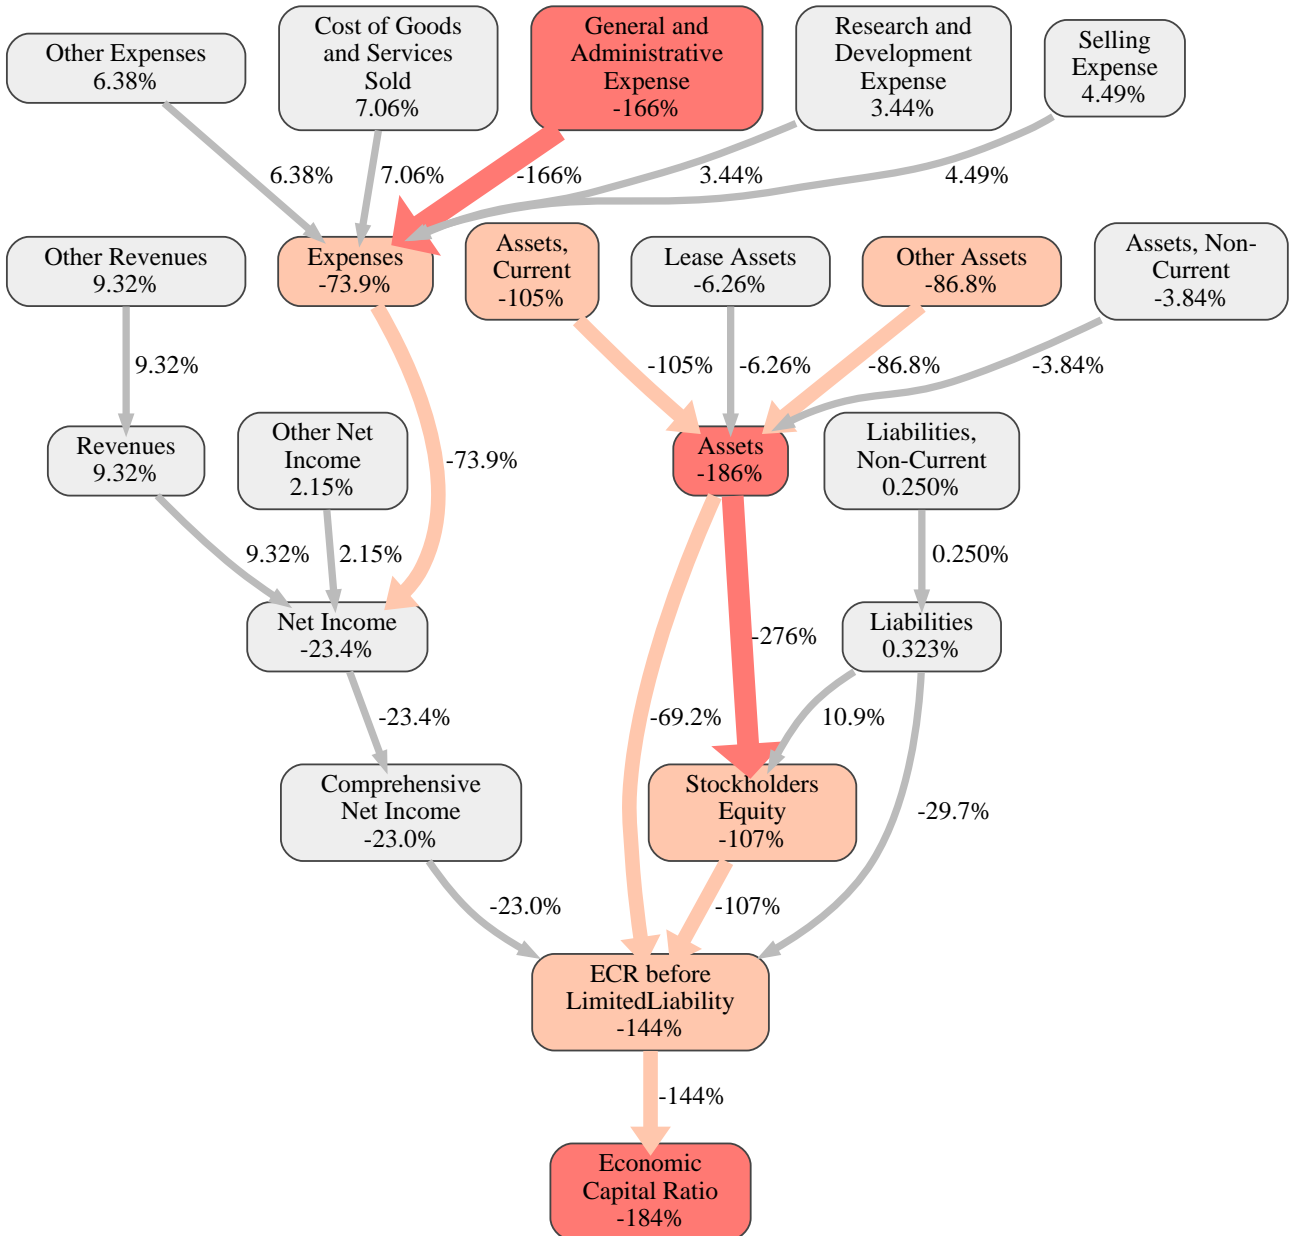 Other Expenses
6.38%
Cost of Goods
and Services
Sold
7.06%
General and
Administrative
Expense
-166%
Research and
Development
Expense
3.44%
Selling
Expense
4.49%
6.38%
7.06%
-166%
3.44%
4.49%
Other Revenues
9.32%
Expenses
-73.9%
Assets,
Current
-105%
Lease Assets
-6.26%
Other Assets
-86.8%
Assets, Non-
Current
-3.84%
9.32%
-105%
-6.26%
-86.8%
-3.84%
Revenues
9.32%
Other Net
Income
2.15%
-73.9%
Assets
-186%
Liabilities,
Non-Current
0.250%
9.32%
2.15%
0.250%
Net Income
-23.4%
-276%
Liabilities
0.323%
-23.4%
-69.2%
10.9%
Comprehensive
Net Income
-23.0%
Stockholders
Equity
-107%
-29.7%
-23.0%
-107%
ECR before
LimitedLiability
-144%
-144%
Economic
Capital Ratio
-184%